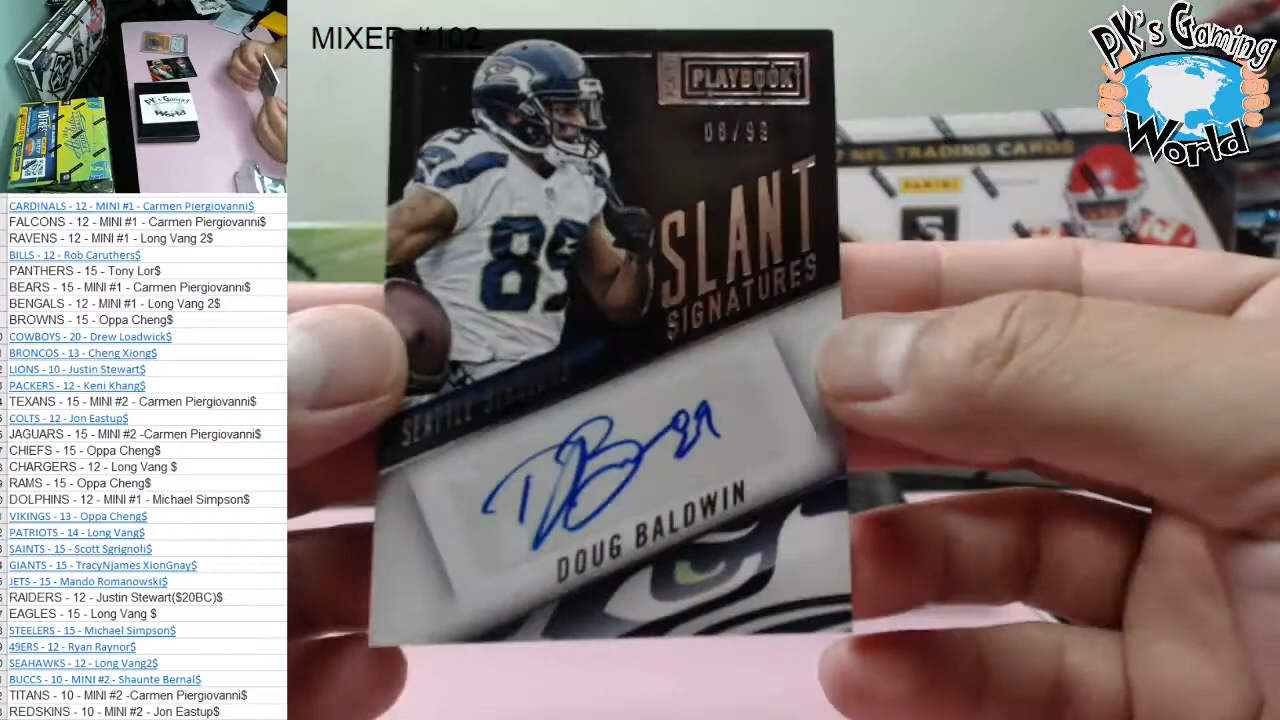 MIXER #102
PK's Gaming World
PK's Gaming
World
PLAYBOOK
08/99
SLANT
SIGNATURES
89
DOUG BALDWIN
NFL TRADING CARDS
PANINI
5
CARDINALS - 12 - MINI #1 - Carmen Piergiovanni$
FALCONS - 12 - MINI #1 - Carmen Piergiovanni$
RAVENS - 12 - MINI #1 - Long Vang 2$
BILLS - 12 - Rob Caruthers$
PANTHERS - 15 - Tony Lor$
BEARS - 15 - MINI #1 - Carmen Piergiovanni$
BENGALS - 12 - MINI #1 - Long Vang 2$
BROWNS - 15 - Oppa Cheng$
COWBOYS - 20 - Drew Loadwick$
BRONCOS - 13 - Cheng Xiong$
LIONS - 10 - Justin Stewart$
PACKERS - 12 - Keni Khang$
TEXANS - 15 - MINI #2 - Carmen Piergiovanni$
COLTS - 12 - Jon Eastup$
JAGUARS - 15 - MINI #2 -Carmen Piergiovanni$
CHIEFS - 15 - Oppa Cheng$
CHARGERS - 12 - Long Vang $
RAMS - 15 - Oppa Cheng$
DOLPHINS - 12 - MINI #1 - Michael Simpson$
VIKINGS - 13 - Oppa Cheng$
PATRIOTS - 14 - Long Vang$
SAINTS - 15 - Scott Sgrignoli$
GIANTS - 15 - TracyNjames XionGnay$
JETS - 15 - Mando Romanowski$
RAIDERS - 12 - Justin Stewart($20BC)$
EAGLES - 15 - Long Vang $
STEELERS - 15 - Michael Simpson$
49ERS - 12 - Ryan Raynor$
SEAHAWKS - 12 - Long Vang2$
BUCCS - 10 - MINI #2 - Shaunte Bernal$
TITANS - 10 - MINI #2 -Carmen Piergiovanni$
REDSKINS - 10 - MINI #2 - Jon Eastup$